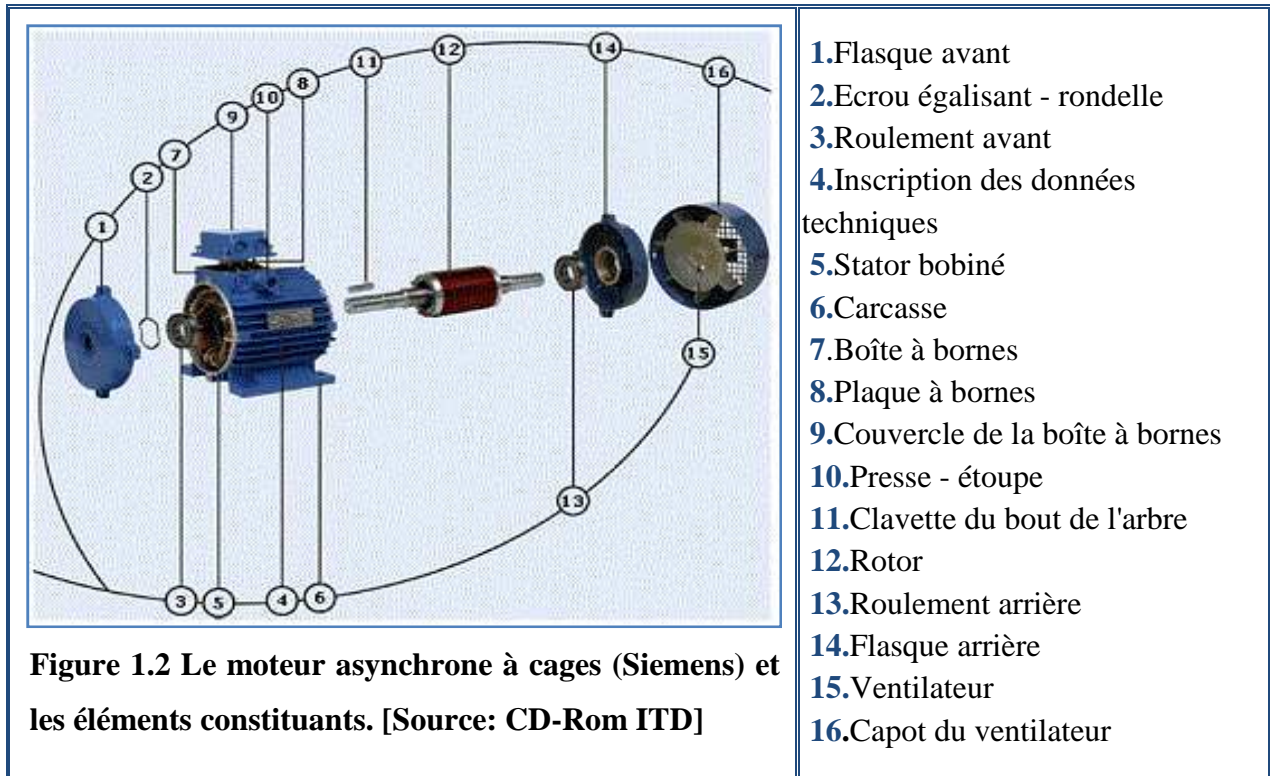 1
2
7
9
10
8
11
12
14
16
15
13
3
5
4
6
Figure 1.2 Le moteur asynchrone à cages (Siemens) et
les éléments constituants. [Source: CD-Rom ITD]
1.Flasque avant
2.Ecrou égalisant - rondelle
3.Roulement avant
4.Inscription des données
techniques
5.Stator bobiné
6.Carcasse
7.Boîte à bornes
8.Plaque à bornes
9.Couvercle de la boîte à bornes
10.Presse - étoupe
11.Clavette du bout de l'arbre
12.Rotor
13.Roulement arrière
14.Flasque arrière
15.Ventilateur
16.Capot du ventilateur